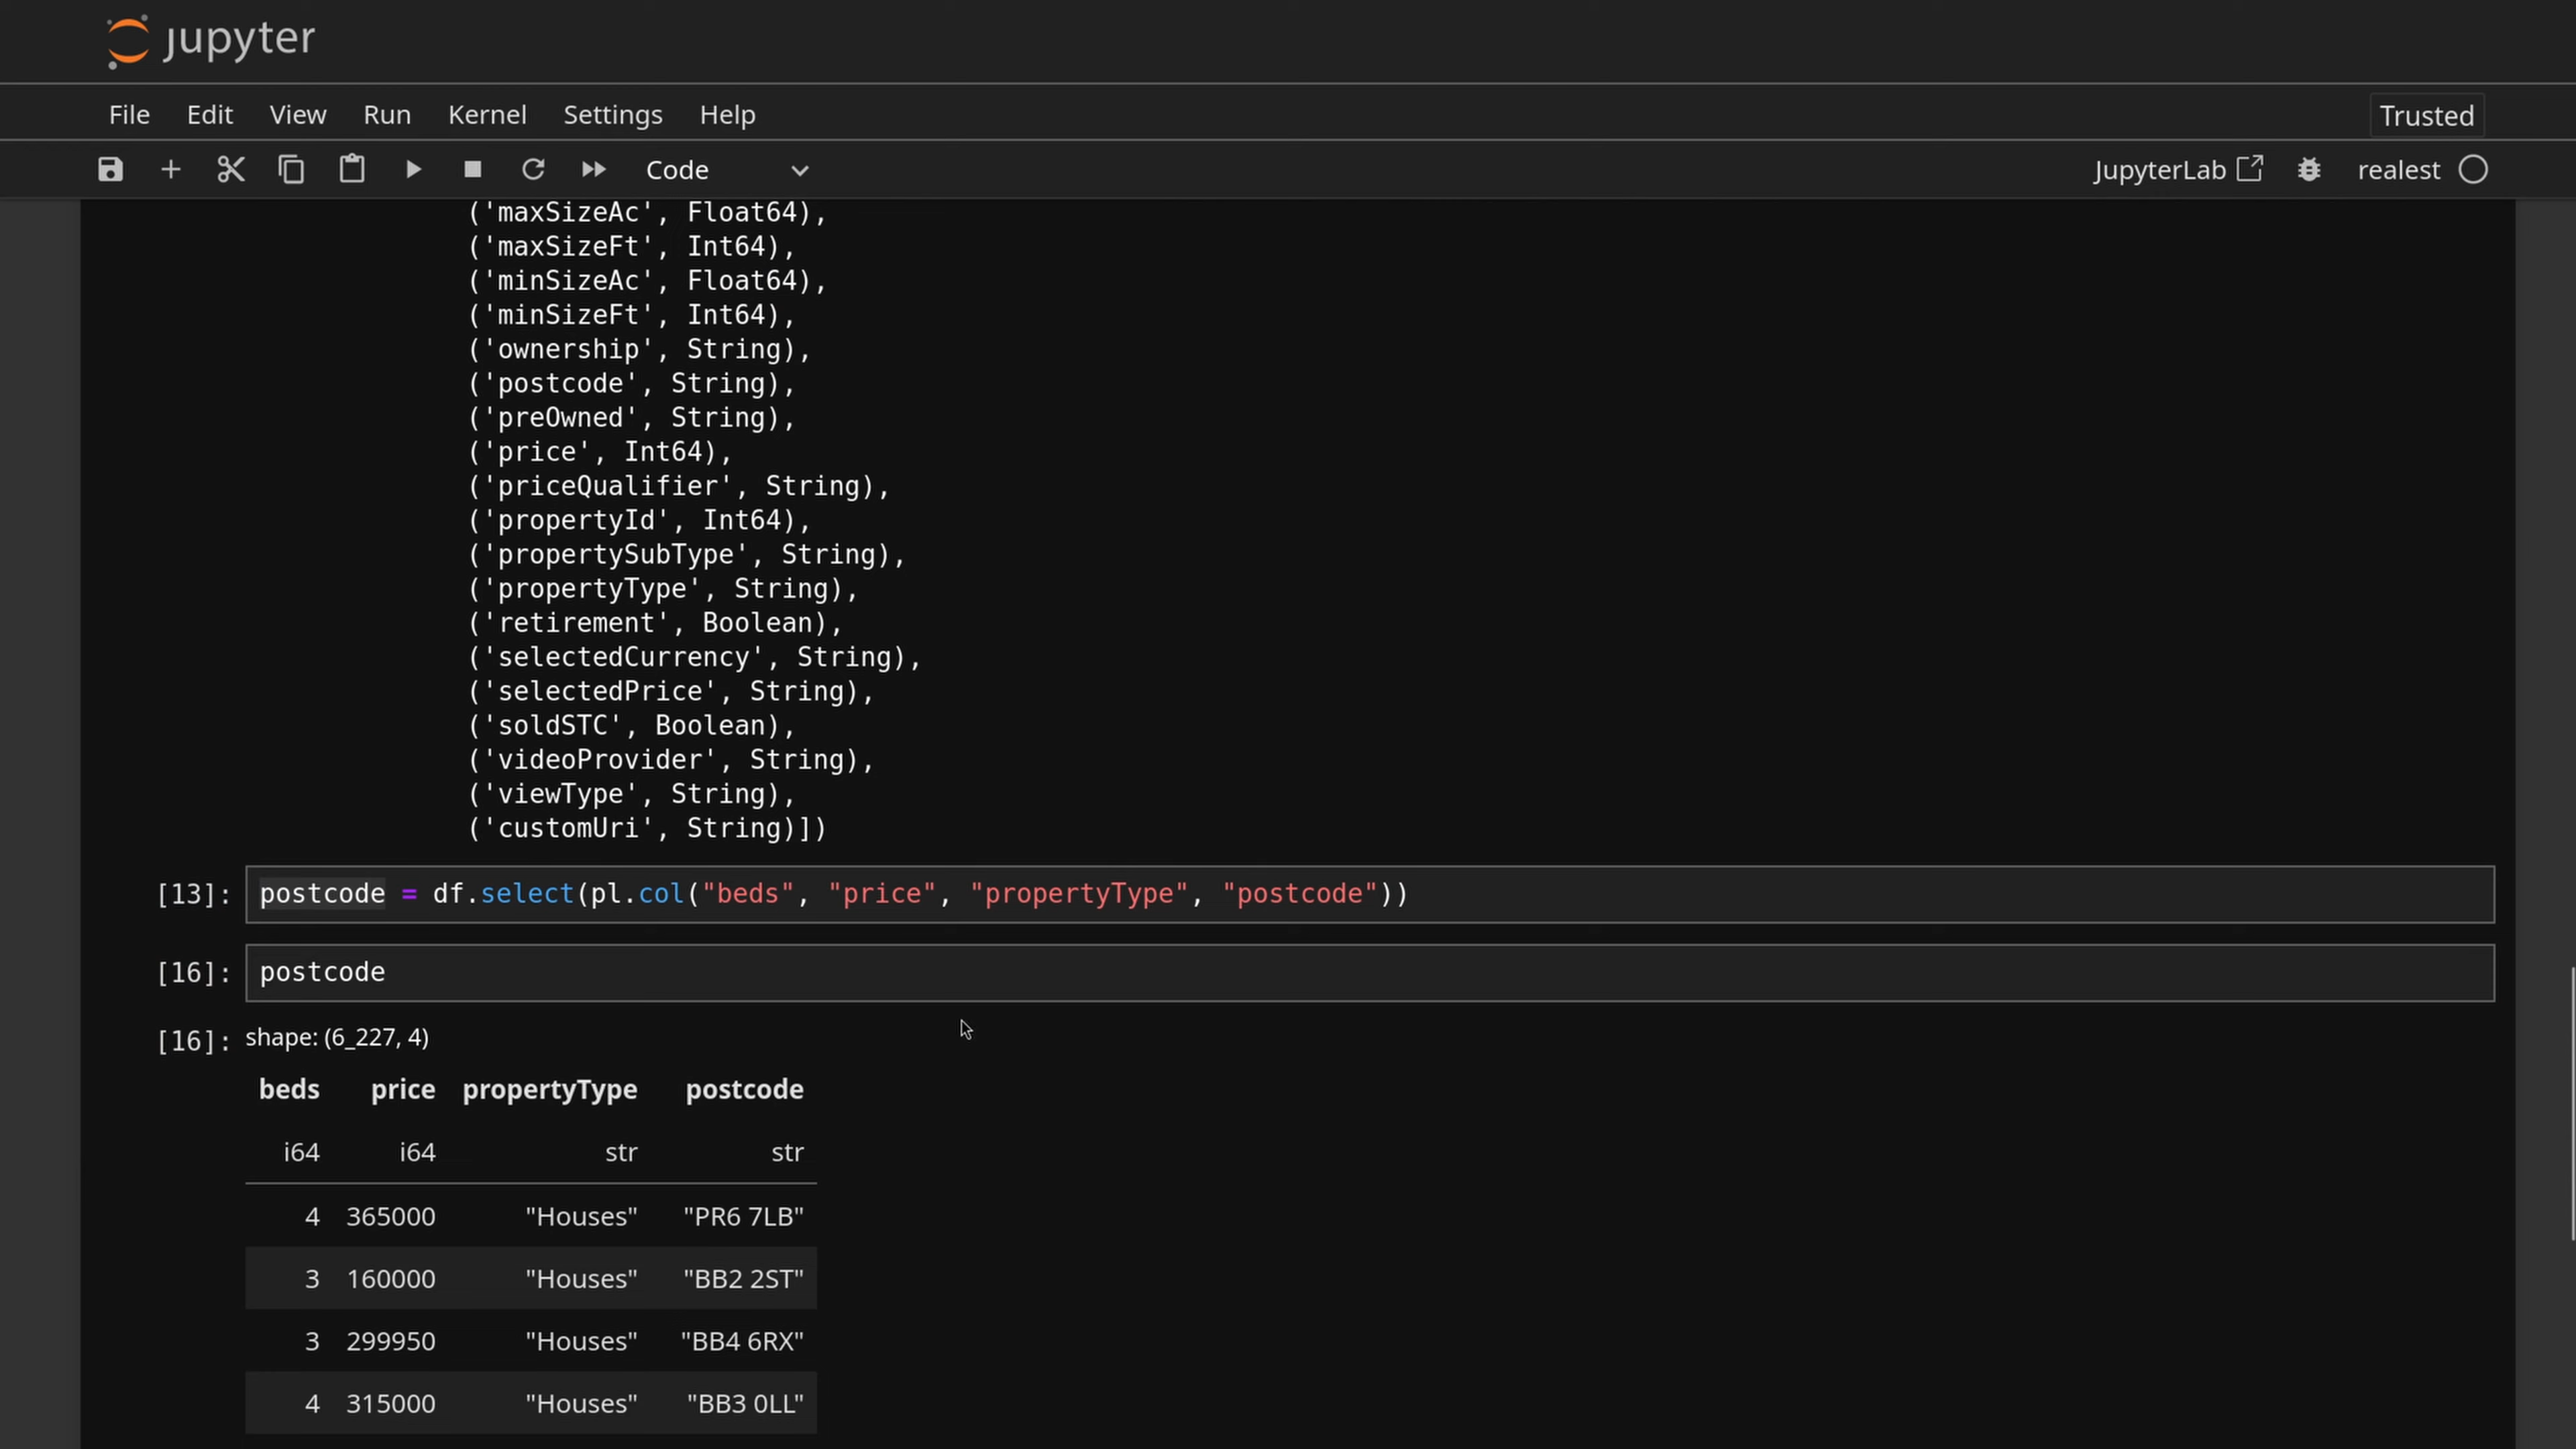 jupyter
File Edit View Run Kernel Settings Help Trusted
Code JupyterLab realest
('maxSizeAc', Float64),
('maxSizeFt', Int64),
('minSizeAc', Float64),
('minSizeFt', Int64),
('ownership', String),
('postcode', String),
('preOwned', String),
('price', Int64),
('priceQualifier', String),
('propertyId', Int64),
('propertySubType', String),
('propertyType', String),
('retirement', Boolean),
('selectedCurrency', String),
('selectedPrice', String),
('soldSTC', Boolean),
('videoProvider', String),
('viewType', String),
('customUri', String)])
[13]: postcode = df.select(pl.col("beds", "price", "propertyType", "postcode"))
[16]: postcode
[16]: shape: (6_227, 4)
beds price propertyType postcode
i64 i64 str str
4 365000 "Houses" "PR6 7LB"
3 160000 "Houses" "BB2 2ST"
3 299950 "Houses" "BB4 6RX"
4 315000 "Houses" "BB3 0LL"